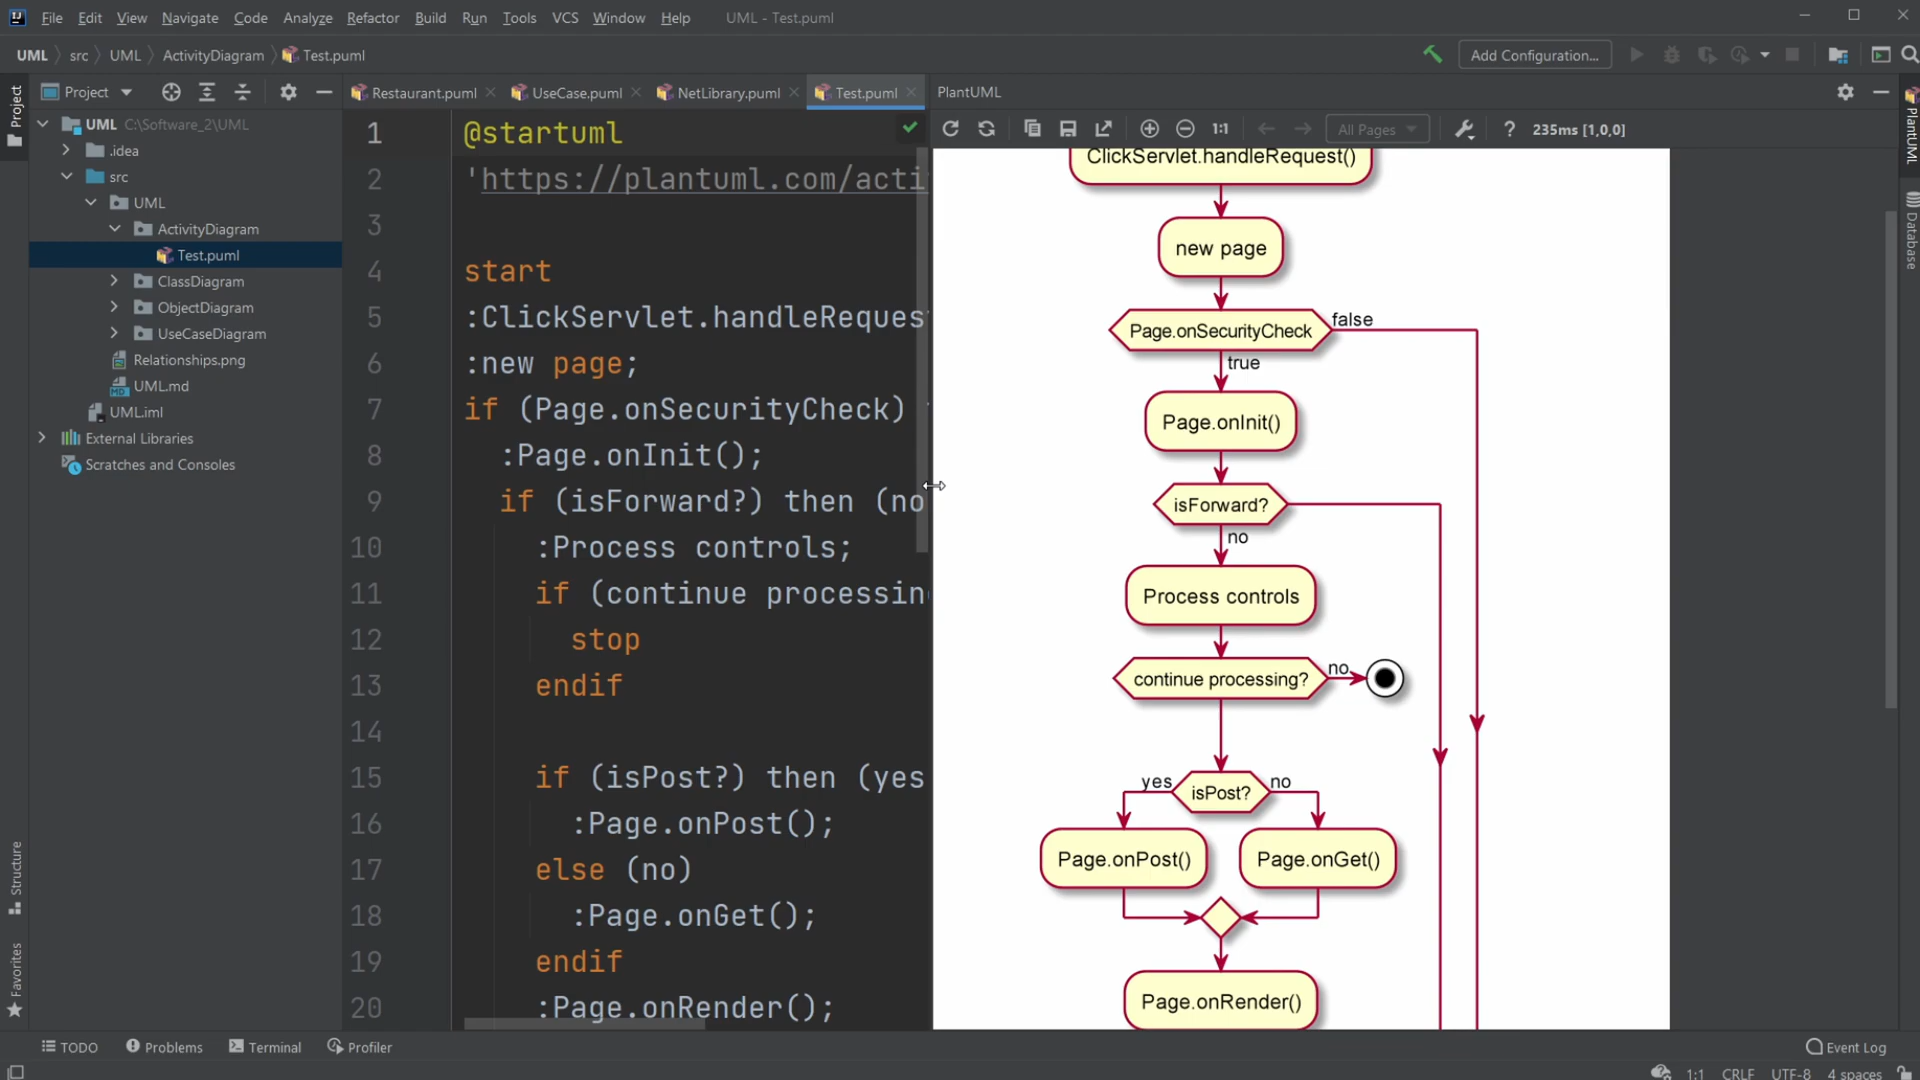 File Edit View Navigate Code Analyze Refactor Build Run Tools VCS Window Help UML - Test.puml
UML src UML ActivityDiagram Test.puml
Add Configuration...
Project
Restaurant.puml UseCase.puml NetLibrary.puml Test.puml
PlantUML
1:1 All Pages ? 235ms [1,0,0]
Project
UML C:\Software_2\UML
.idea
src
UML
ActivityDiagram
Test.puml
ClassDiagram
ObjectDiagram
UseCaseDiagram
Relationships.png
UML.md
UML.iml
External Libraries
Scratches and Consoles
Structure
Favorites
1 @startuml
2 'https://plantuml.com/acti
3
4 start
5 :ClickServlet.handleReques
6 :new page;
7 if (Page.onSecurityCheck)
8 :Page.onInit();
9 if (isForward?) then (no
10 :Process controls;
11 if (continue processin
12 stop
13 endif
14
15 if (isPost?) then (yes
16 :Page.onPost();
17 else (no)
18 :Page.onGet();
19 endif
20 :Page.onRender();
ClickServlet.handleRequest()
new page
Page.onSecurityCheck
false
true
Page.onInit()
isForward?
no
Process controls
continue processing?
no
yes
isPost?
no
Page.onPost()
Page.onGet()
Page.onRender()
PlantUML
Database
TODO Problems Terminal Profiler Event Log
1:1 CRLF UTF-8 4 spaces